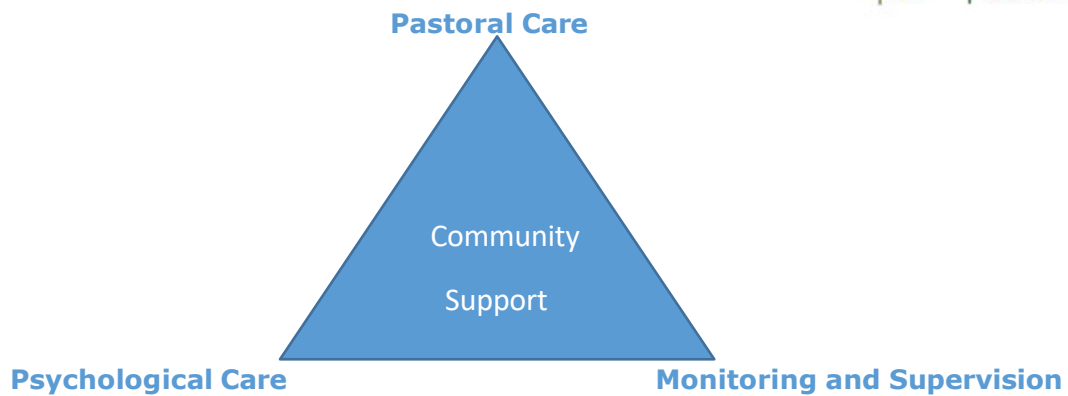 Pastoral Care
Community
Support
Psychological Care
Monitoring and Supervision